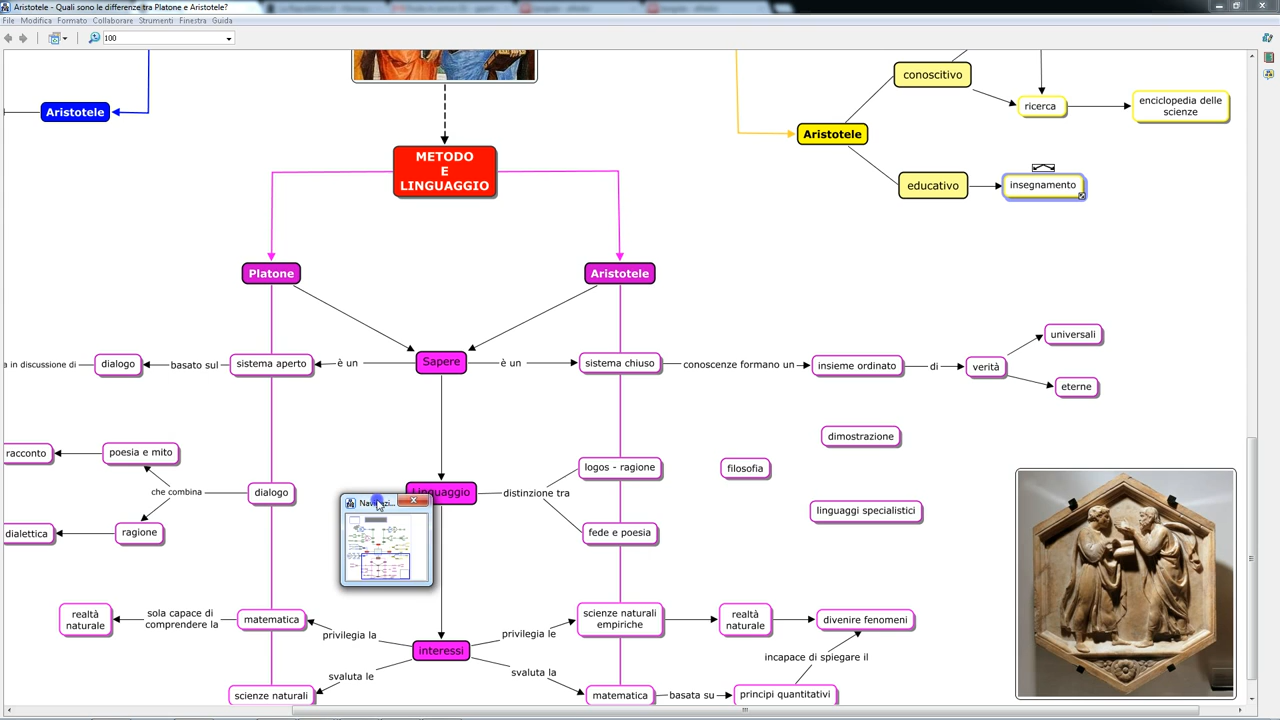 Aristotele - Quali sono le differenze tra Platone e Aristotele?
File Modifica Formato Collaborare Strumenti Finestra Guida
100
conoscitivo
ricerca
enciclopedia delle
scienze
Aristotele
Aristotele
educativo
insegnamento
METODO
E
LINGUAGGIO
Platone
Aristotele
a in discussione di
dialogo
basato sul
sistema aperto
è un
Sapere
è un
sistema chiuso
conoscenze formano un
insieme ordinato
di
verità
universali
eterne
racconto
poesia e mito
che combina
dialogo
dialettica
ragione
Linguaggio
distinzione tra
logos - ragione
fede e poesia
filosofia
dimostrazione
linguaggi specialistici
realtà
naturale
sola capace di
comprendere la
matematica
privilegia la
interessi
privilegia le
scienze naturali
empiriche
realtà
naturale
divenire fenomeni
incapace di spiegare il
scienze naturali
svaluta le
svaluta la
matematica
basata su
principi quantitativi